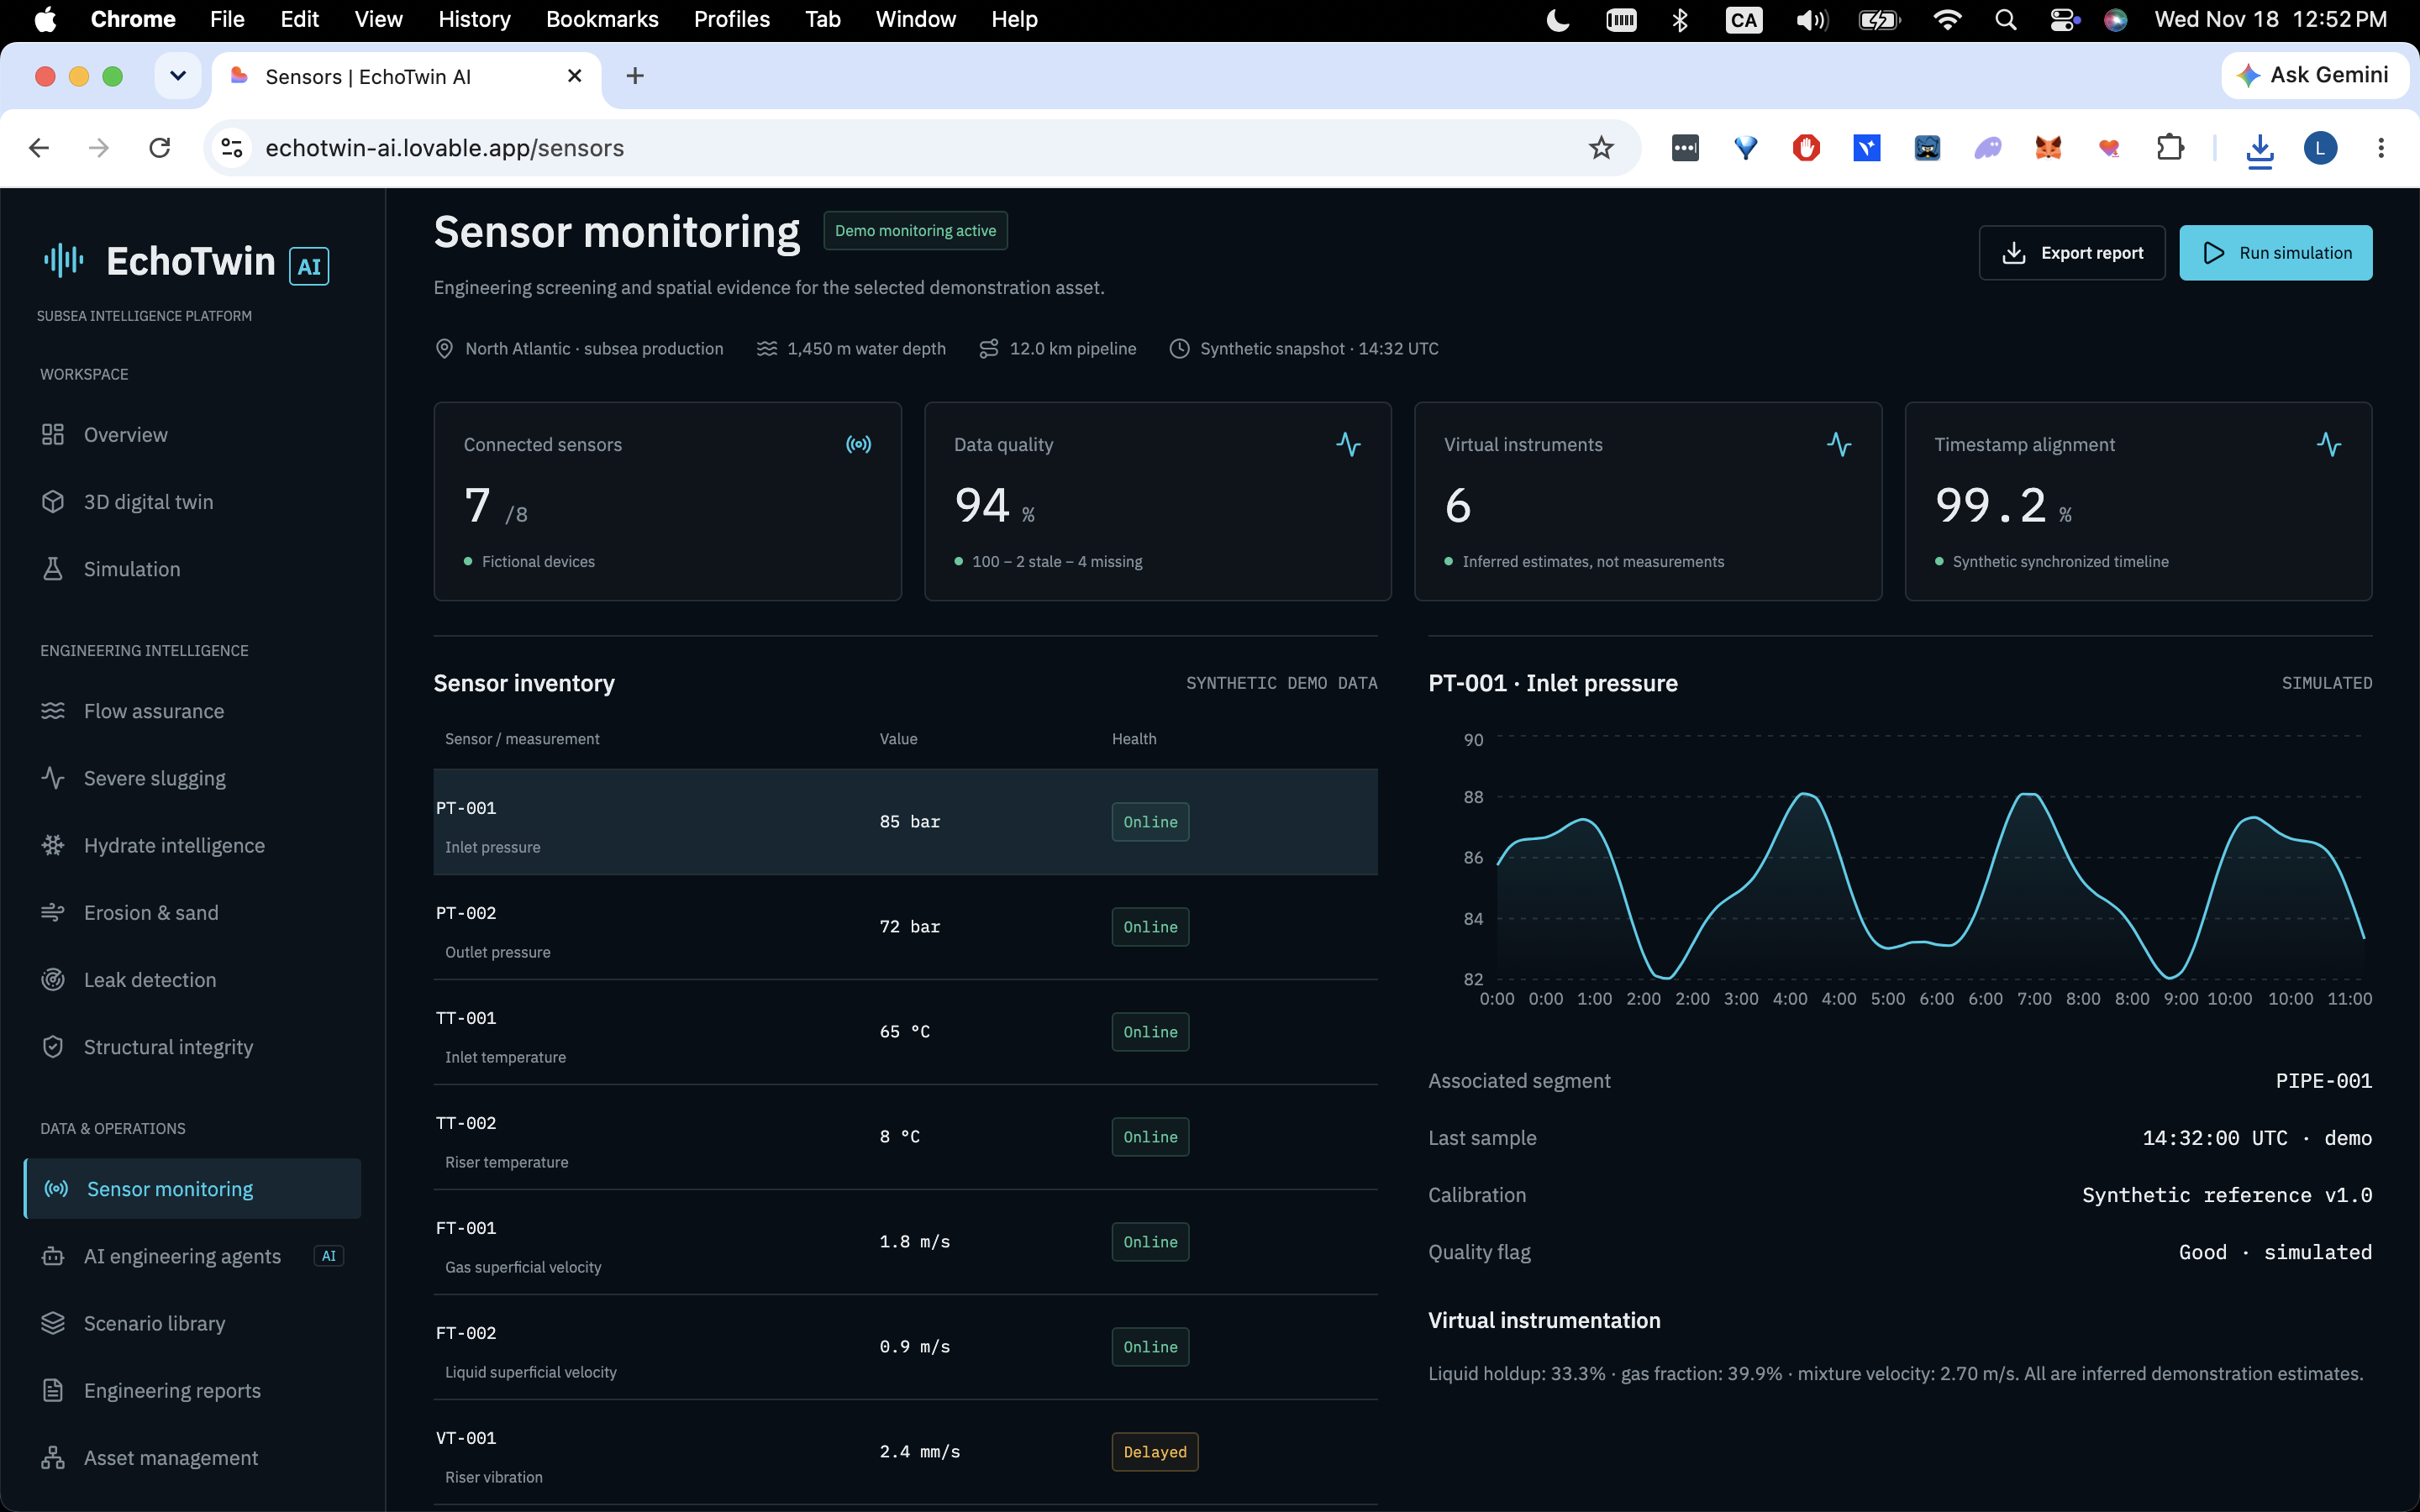 Chrome File Edit View History Bookmarks Profiles Tab Window Help CA Wed Nov 18 12:52 PM
Sensors | EchoTwin AI
Ask Gemini
echotwin-ai.lovable.app/sensors
L
EchoTwin AI
SUBSEA INTELLIGENCE PLATFORM
WORKSPACE
Overview
3D digital twin
Simulation
ENGINEERING INTELLIGENCE
Flow assurance
Severe slugging
Hydrate intelligence
Erosion & sand
Leak detection
Structural integrity
DATA & OPERATIONS
Sensor monitoring
AI engineering agents AI
Scenario library
Engineering reports
Asset management
Sensor monitoring Demo monitoring active
Export report
Run simulation
Engineering screening and spatial evidence for the selected demonstration asset.
North Atlantic · subsea production 1,450 m water depth 12.0 km pipeline Synthetic snapshot · 14:32 UTC
Connected sensors
7 /8
Fictional devices
Data quality
94 %
100 – 2 stale – 4 missing
Virtual instruments
6
Inferred estimates, not measurements
Timestamp alignment
99.2 %
Synthetic synchronized timeline
Sensor inventory SYNTHETIC DEMO DATA
Sensor / measurement Value Health
PT-001
Inlet pressure
85 bar
Online
PT-002
Outlet pressure
72 bar
Online
TT-001
Inlet temperature
65 °C
Online
TT-002
Riser temperature
8 °C
Online
FT-001
Gas superficial velocity
1.8 m/s
Online
FT-002
Liquid superficial velocity
0.9 m/s
Online
VT-001
Riser vibration
2.4 mm/s
Delayed
PT-001 · Inlet pressure SIMULATED
90
88
86
84
82
0:00 0:00 1:00 2:00 2:00 3:00 4:00 4:00 5:00 6:00 6:00 7:00 8:00 8:00 9:00 10:00 10:00 11:00
Associated segment PIPE-001
Last sample 14:32:00 UTC · demo
Calibration Synthetic reference v1.0
Quality flag Good · simulated
Virtual instrumentation
Liquid holdup: 33.3% · gas fraction: 39.9% · mixture velocity: 2.70 m/s. All are inferred demonstration estimates.